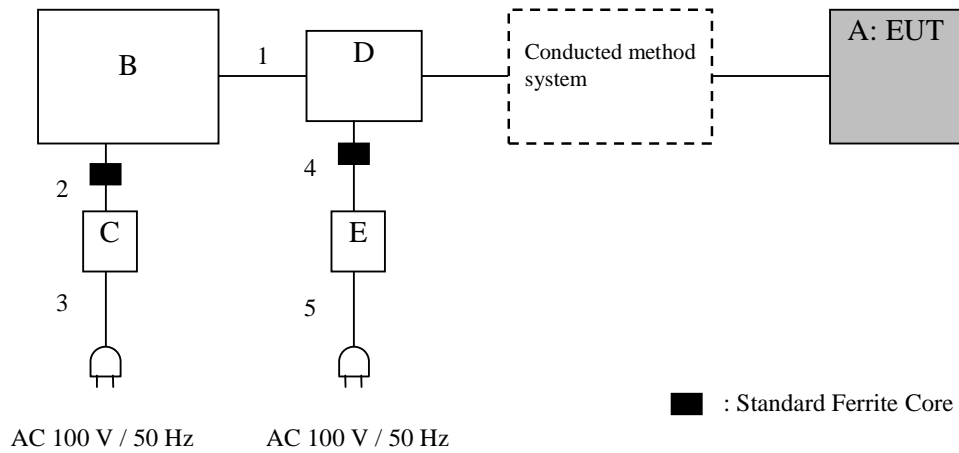 B
1
D
Conducted method
system
A: EUT
2
4
C
E
3
5
: Standard Ferrite Core
AC 100 V / 50 Hz
AC 100 V / 50 Hz